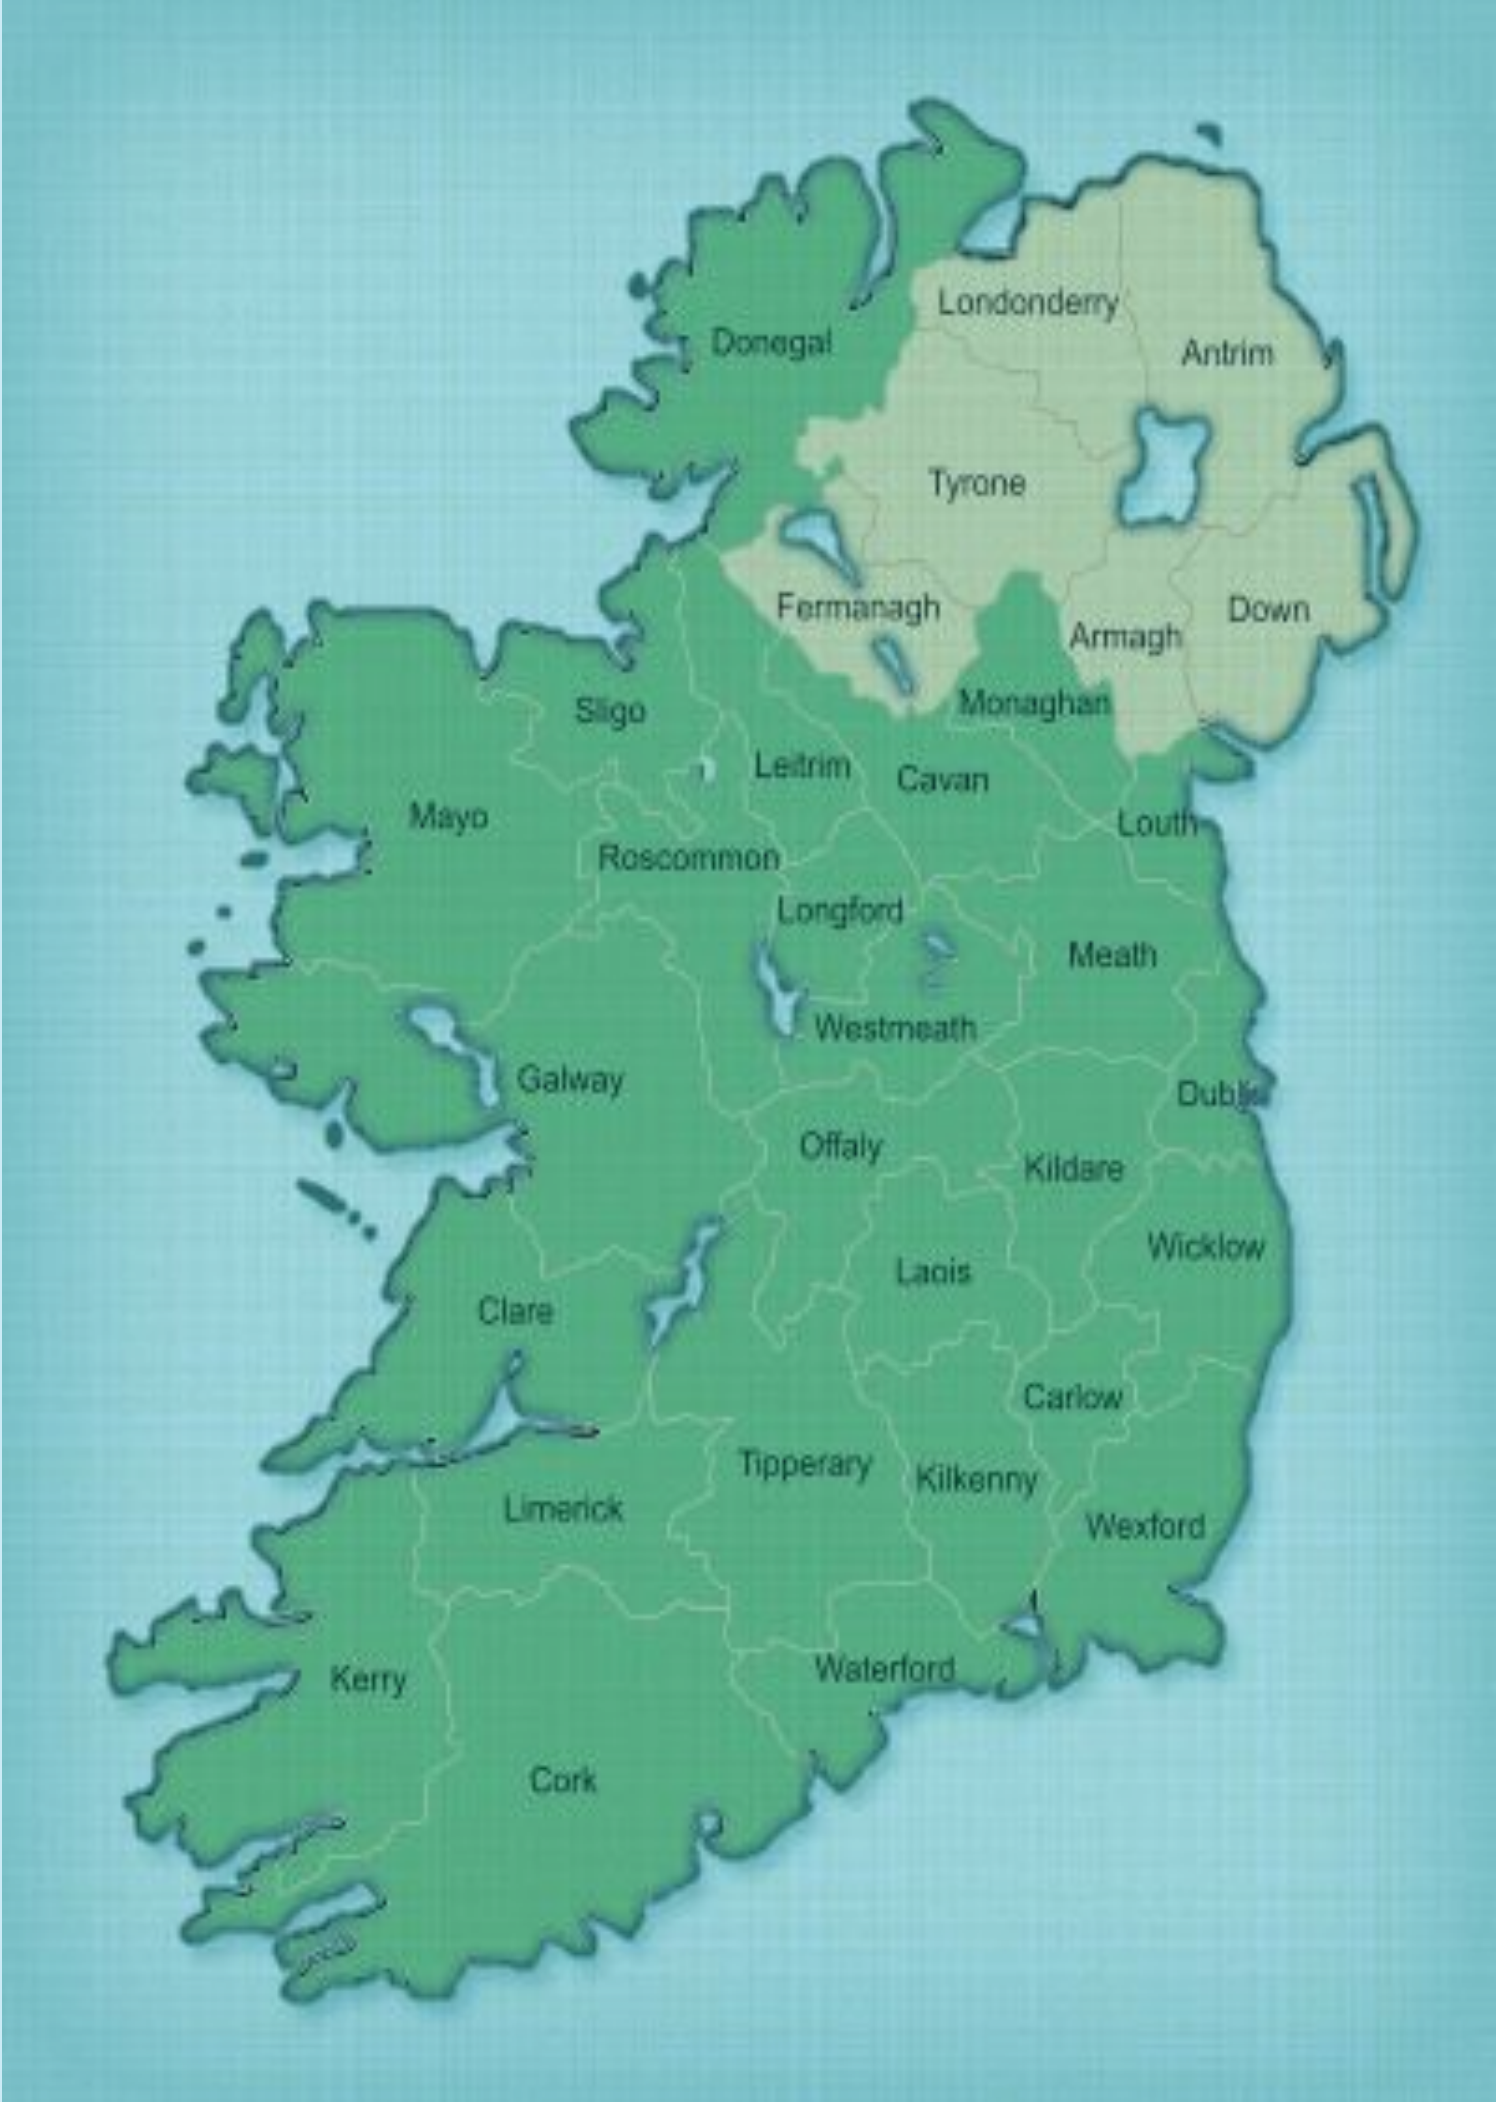 Londonderry
Donegal
Antrim
Tyrone
Fermanagh
Down
Armagh
Monaghan
Sligo
Leitrim
Cavan
Mayo
Louth
Roscommon
Longford
Meath
Westmeath
Galway
Dublin
Offaly
Kildare
Wicklow
Laois
Clare
Carlow
Tipperary
Kilkenny
Limerick
Wexford
Waterford
Kerry
Cork